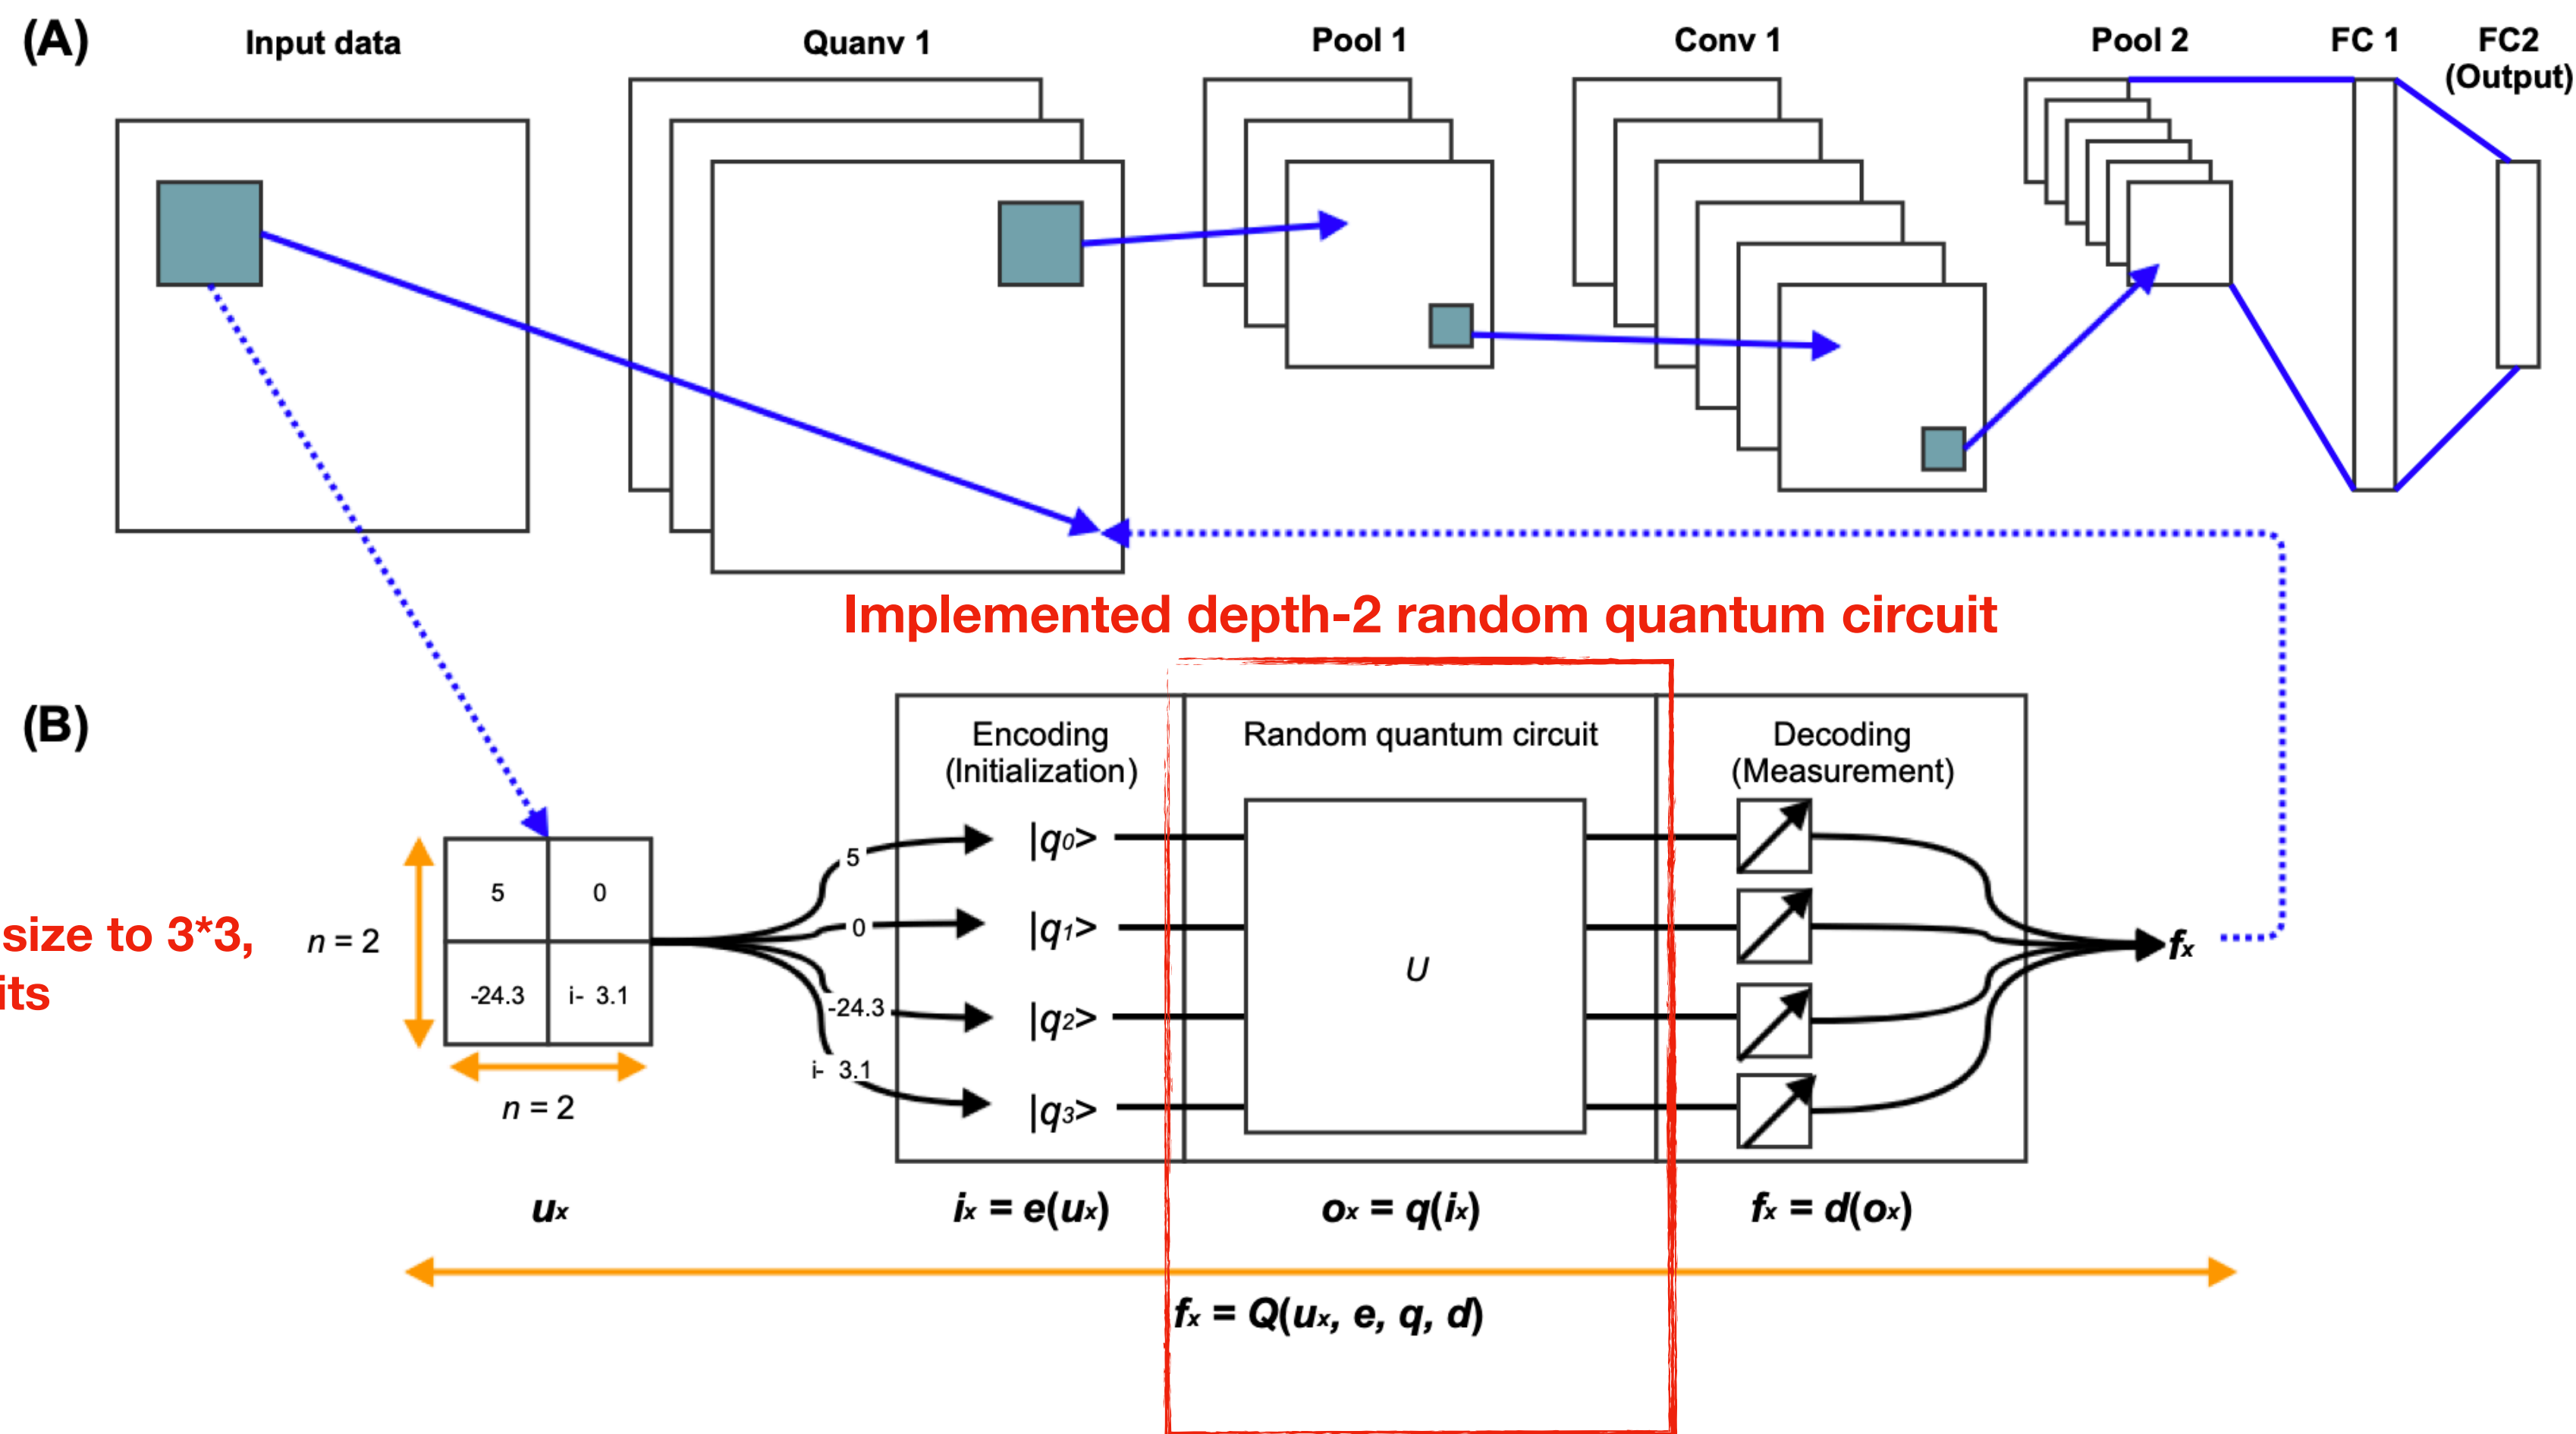 (A)
Input data
Quanv 1
Pool 1
Conv 1
Pool 2
FC 1
FC2
(Output)
Implemented depth-2 random quantum circuit
(B)
Encoding
(Initialization)
Random quantum circuit
Decoding
(Measurement)
size to 3*3,
its
n = 2
5 0
-24.3 i- 3.1
n = 2
5
0
-24.3
i- 3.1
|q0>
|q1>
|q2>
|q3>
U
fx
ux
ix = e(ux)
ox = q(ix)
fx = d(ox)
fx = Q(ux, e, q, d)